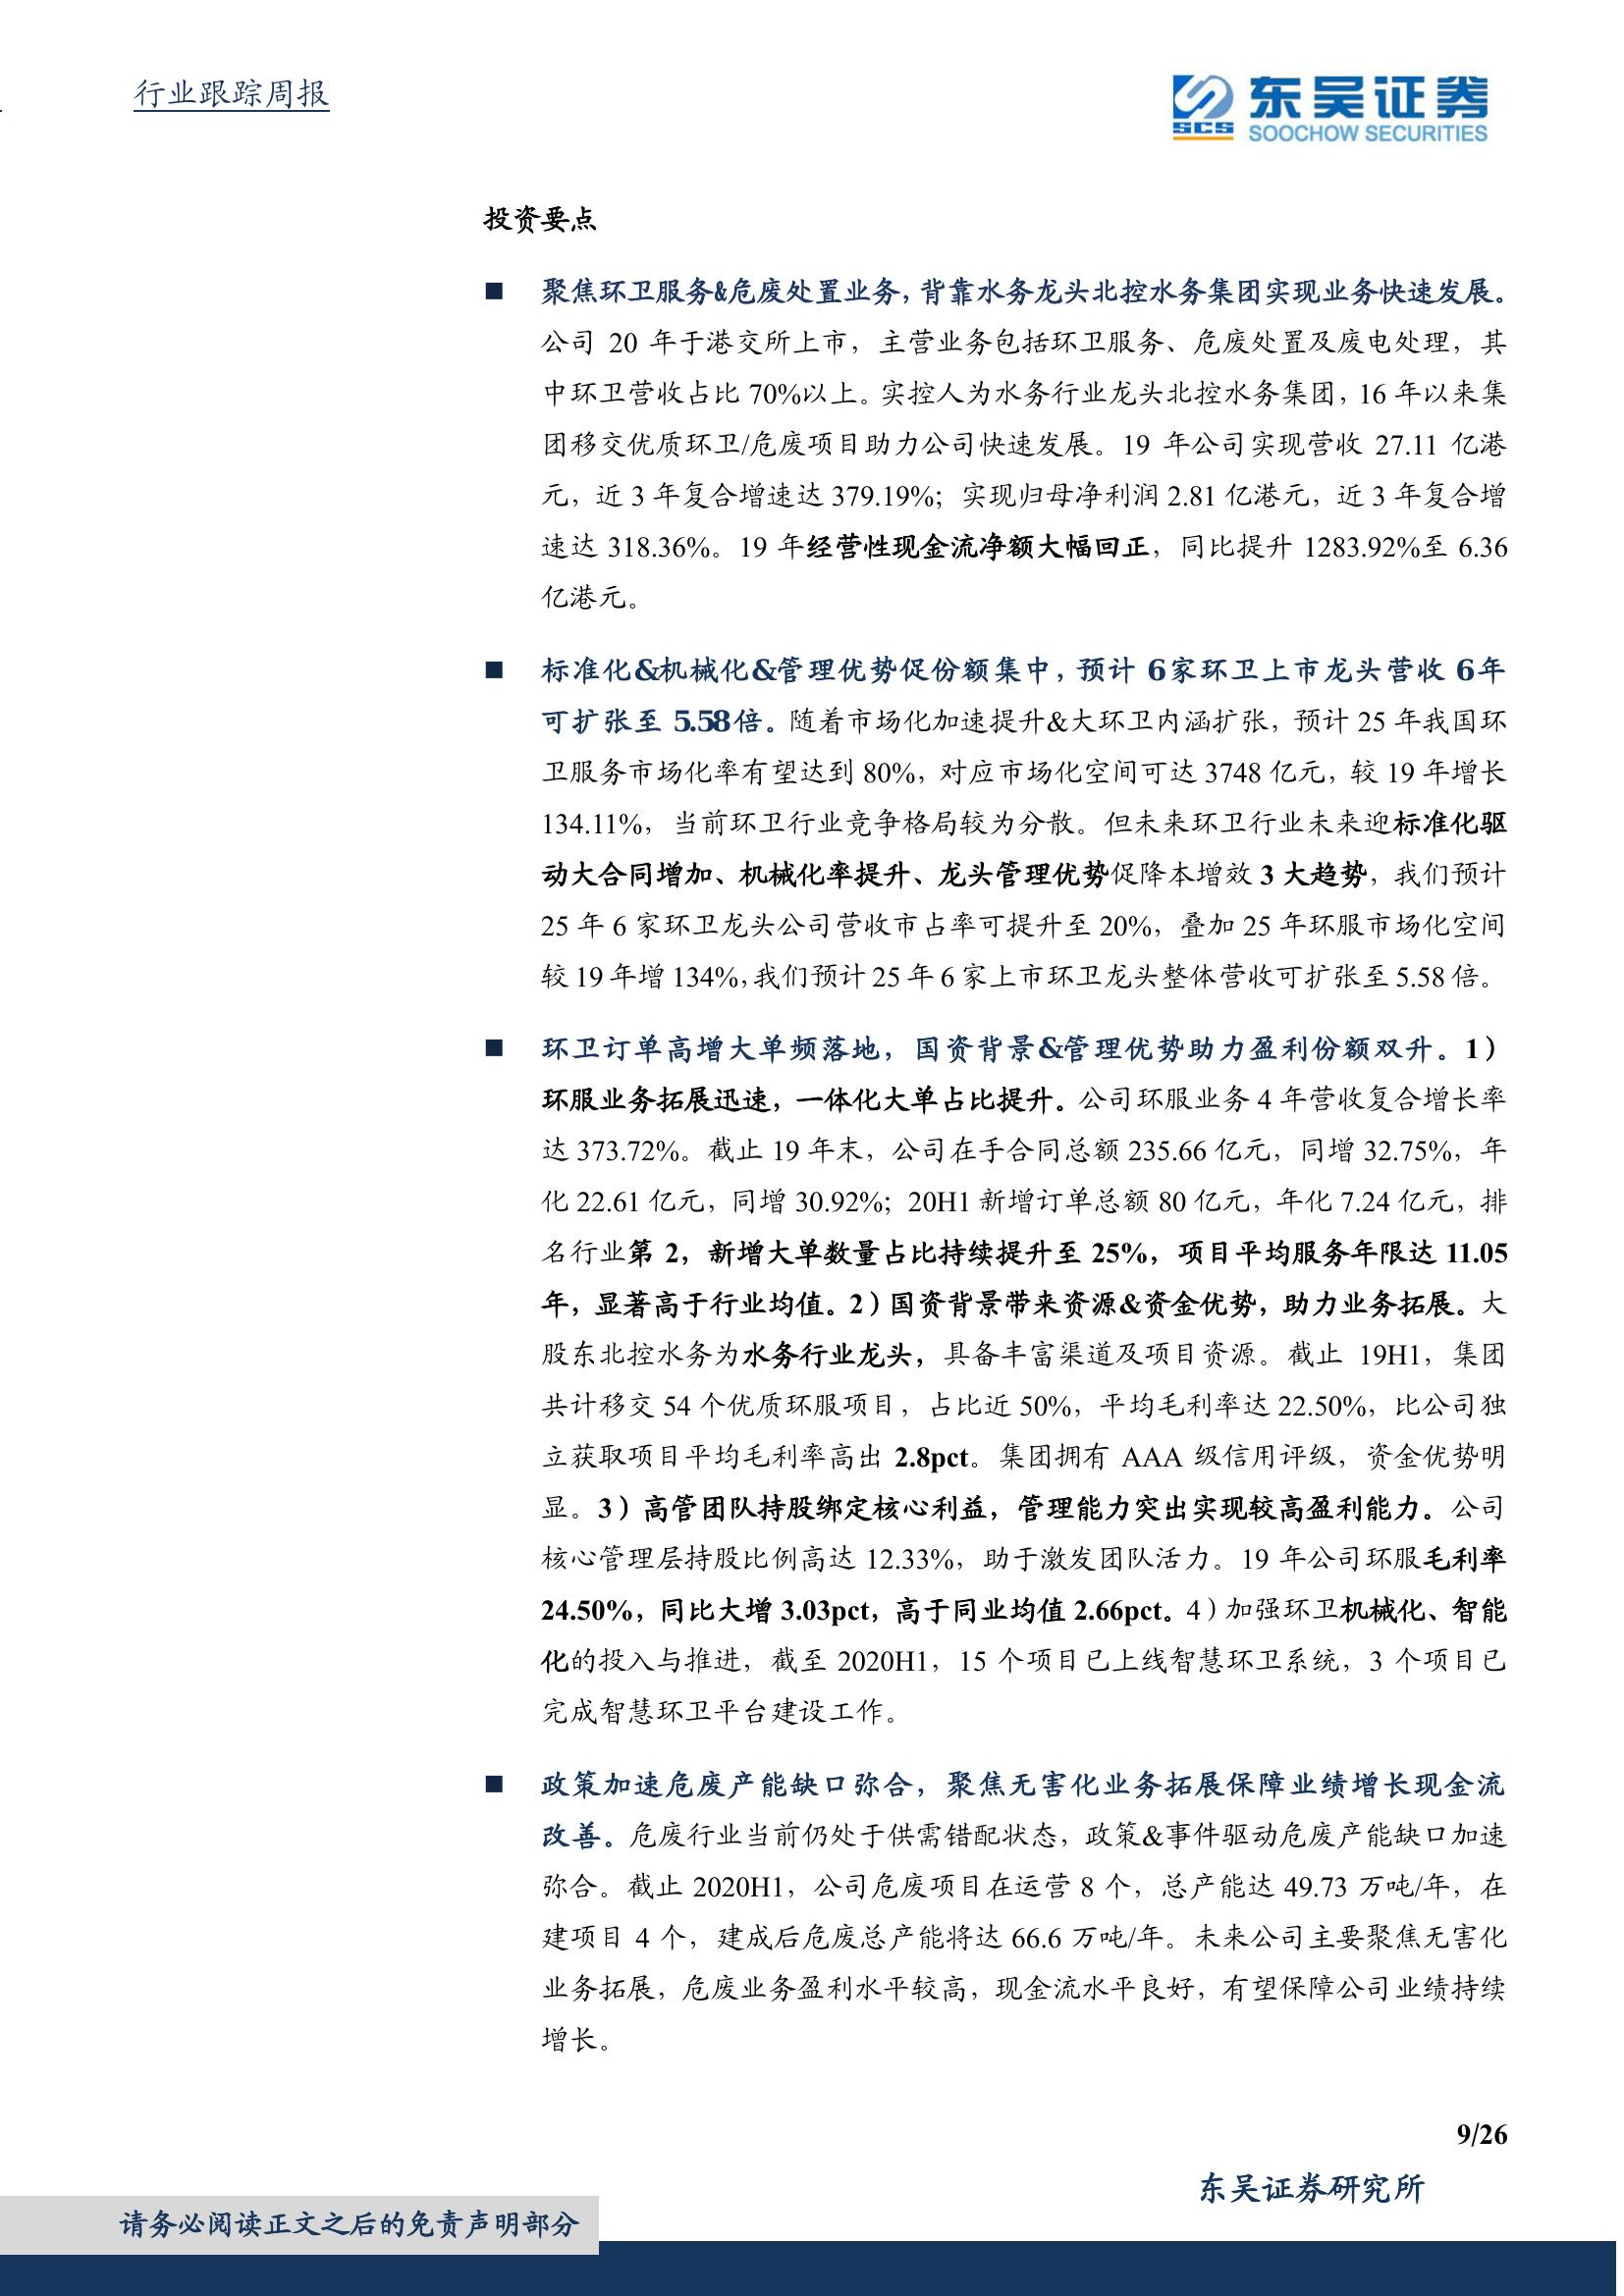 行业跟踪周报
SCS
东吴证券
SOOCHOW SECURITIES
投资要点
■ 聚焦环卫服务&危废处置业务，背靠水务龙头北控水务集团实现业务快速发展。
公司 20 年于港交所上市，主营业务包括环卫服务、危废处置及废电处理，其
中环卫营收占比 70%以上。实控人为水务行业龙头北控水务集团，16 年以来集
团移交优质环卫/危废项目助力公司快速发展。19 年公司实现营收 27.11 亿港
元，近 3 年复合增速达 379.19%；实现归母净利润 2.81 亿港元，近 3 年复合增
速达 318.36%。19 年经营性现金流净额大幅回正，同比提升 1283.92%至 6.36
亿港元。
■ 标准化&机械化&管理优势促份额集中，预计 6 家环卫上市龙头营收 6 年
可扩张至 5.58 倍。随着市场化加速提升&大环卫内涵扩张，预计 25 年我国环
卫服务市场化率有望达到 80%，对应市场化空间可达 3748 亿元，较 19 年增长
134.11%，当前环卫行业竞争格局较为分散。但未来环卫行业未来迎标准化驱
动大合同增加、机械化率提升、龙头管理优势促降本增效 3 大趋势，我们预计
25 年 6 家环卫龙头公司营收市占率可提升至 20%，叠加 25 年环服市场化空间
较 19 年增 134%，我们预计 25 年 6 家上市环卫龙头整体营收可扩张至 5.58 倍。
■ 环卫订单高增大单频落地，国资背景&管理优势助力盈利份额双升。1）
环服业务拓展迅速，一体化大单占比提升。公司环服业务 4 年营收复合增长率
达 373.72%。截止 19 年末，公司在手合同总额 235.66 亿元，同增 32.75%，年
化 22.61 亿元，同增 30.92%；20H1 新增订单总额 80 亿元，年化 7.24 亿元，排
名行业第 2，新增大单数量占比持续提升至 25%，项目平均服务年限达 11.05
年，显著高于行业均值。2）国资背景带来资源&资金优势，助力业务拓展。大
股东北控水务为水务行业龙头，具备丰富渠道及项目资源。截止 19H1，集团
共计移交 54 个优质环服项目，占比近 50%，平均毛利率达 22.50%，比公司独
立获取项目平均毛利率高出 2.8pct。集团拥有 AAA 级信用评级，资金优势明
显。3）高管团队持股绑定核心利益，管理能力突出实现较高盈利能力。公司
核心管理层持股比例高达 12.33%，助于激发团队活力。19 年公司环服毛利率
24.50%，同比大增 3.03pct，高于同业均值 2.66pct。4）加强环卫机械化、智能
化的投入与推进，截至 2020H1，15 个项目已上线智慧环卫系统，3 个项目已
完成智慧环卫平台建设工作。
■ 政策加速危废产能缺口弥合，聚焦无害化业务拓展保障业绩增长现金流
改善。危废行业当前仍处于供需错配状态，政策&事件驱动危废产能缺口加速
弥合。截止 2020H1，公司危废项目在运营 8 个，总产能达 49.73 万吨/年，在
建项目 4 个，建成后危废总产能将达 66.6 万吨/年。未来公司主要聚焦无害化
业务拓展，危废业务盈利水平较高，现金流水平良好，有望保障公司业绩持续
增长。
9/26
东吴证券研究所
请务必阅读正文之后的免责声明部分